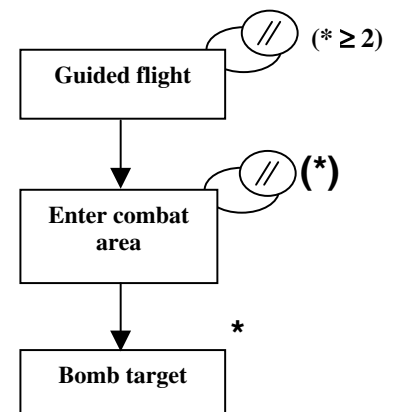 //
(* ≥ 2)
Guided flight
//
(*)
Enter combat
area
*
Bomb target